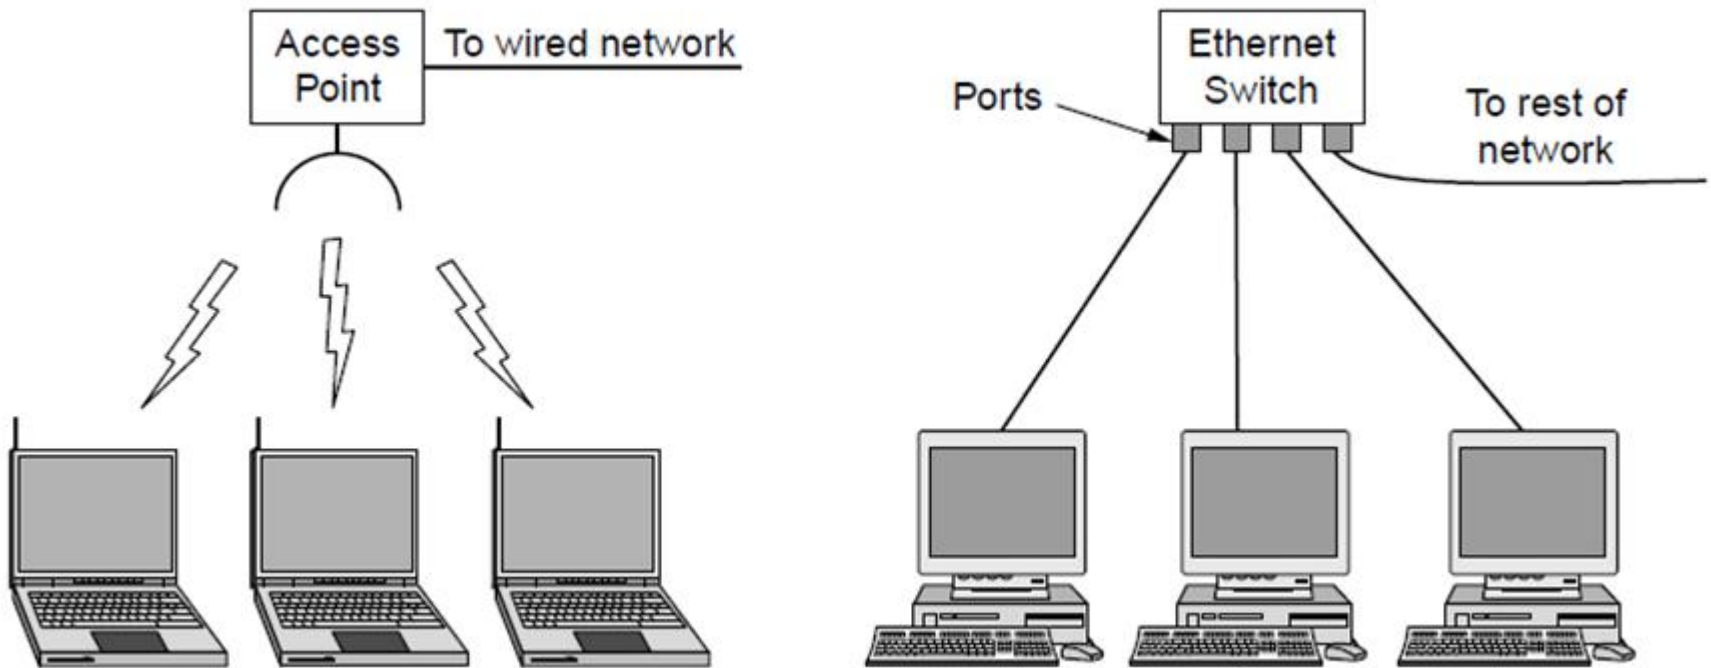 Access
Point
To wired network
Ethernet
Switch
Ports
To rest of
network